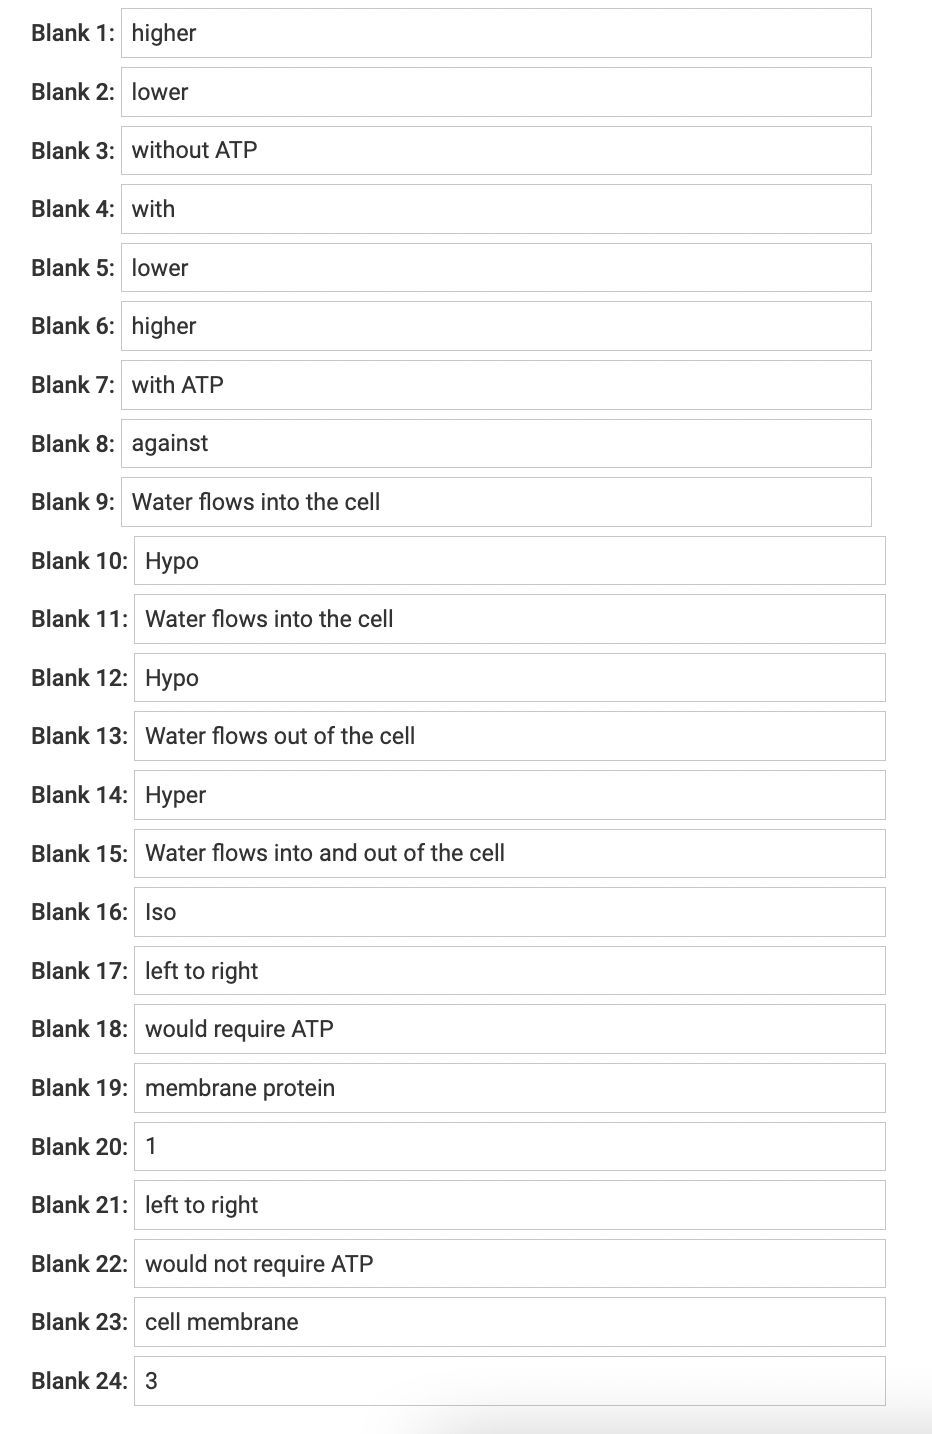 Blank 1: higher
Blank 2: lower
Blank 3: without ATP
Blank 4: with
Blank 5: lower
Blank 6: higher
Blank 7: with ATP
Blank 8: against
Blank 9: Water flows into the cell
Blank 10: Hypo
Blank 11: Water flows into the cell
Blank 12: Hypo
Blank 13: Water flows out of the cell
Blank 14: Hyper
Blank 15: Water flows into and out of the cell
Blank 16: Iso
Blank 17: left to right
Blank 18: would require ATP
Blank 19: membrane protein
Blank 20: 1
Blank 21: left to right
Blank 22: would not require ATP
Blank 23: cell membrane
Blank 24: 3